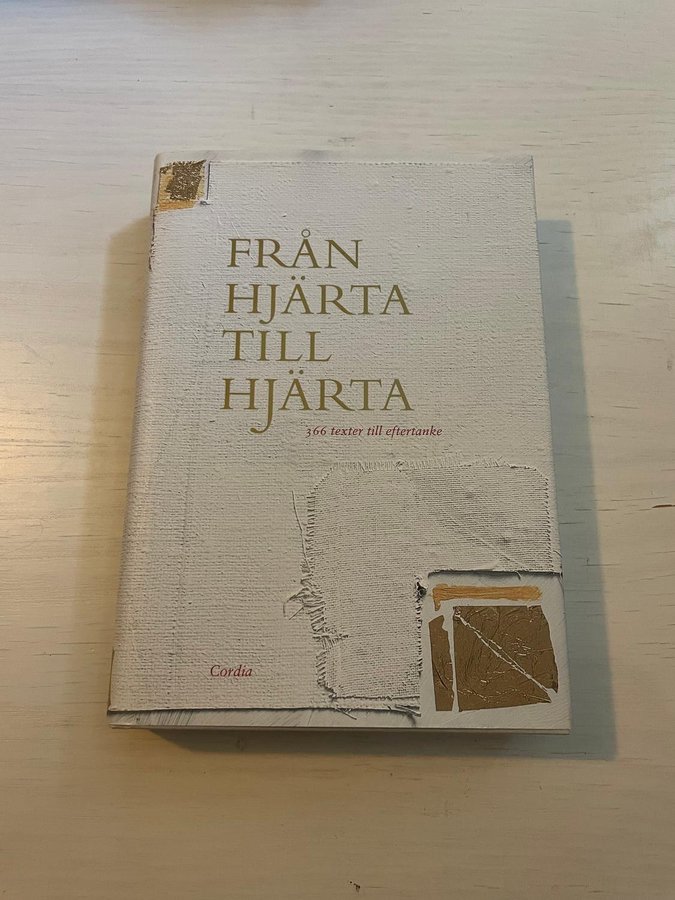 FRÅN
HJÄRTA
TILL
HJÄRTA
366 texter till eftertanke
Cordia